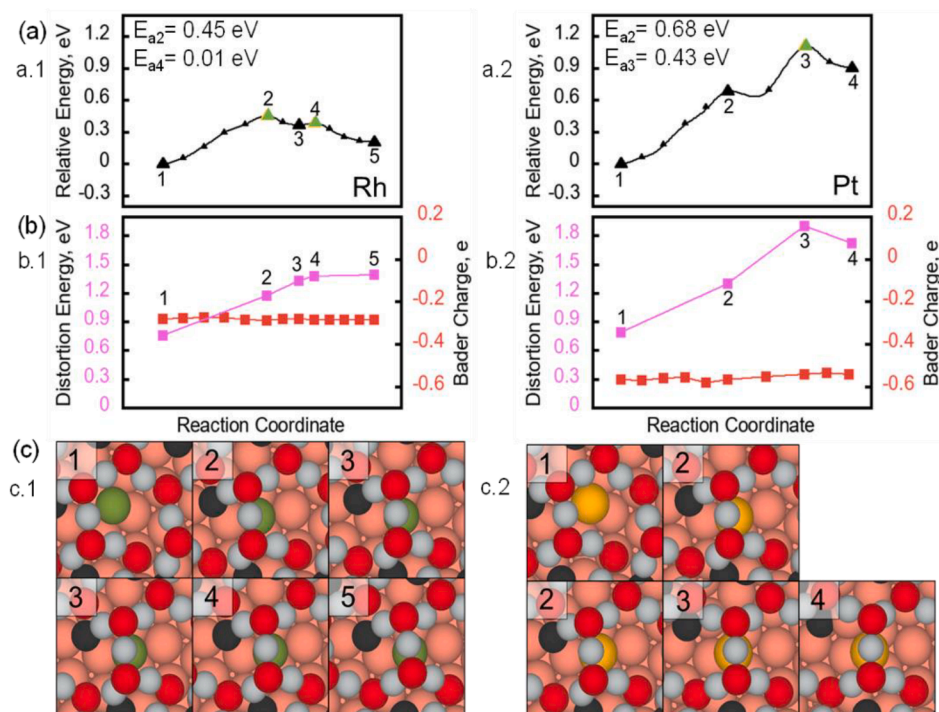 (a)
a.1
E_a2= 0.45 eV
E_a4= 0.01 eV
Relative Energy, eV
1.2
0.9
0.6
0.3
0
-0.3
1
2
3
4
5
Rh
a.2
E_a2= 0.68 eV
E_a3= 0.43 eV
Relative Energy, eV
1.2
0.9
0.6
0.3
0
-0.3
1
2
3
4
Pt
(b)
b.1
Distortion Energy, eV
1.8
1.5
1.2
0.9
0.6
0.3
0
1
2
3
4
5
0.2
0
-0.2
-0.4
-0.6
Bader Charge, e
Reaction Coordinate
b.2
Distortion Energy, eV
1.8
1.5
1.2
0.9
0.6
0.3
0
1
2
3
4
0.2
0
-0.2
-0.4
-0.6
Bader Charge, e
Reaction Coordinate
(c)
c.1
1
2
3
3
4
5
c.2
1
2
2
3
4